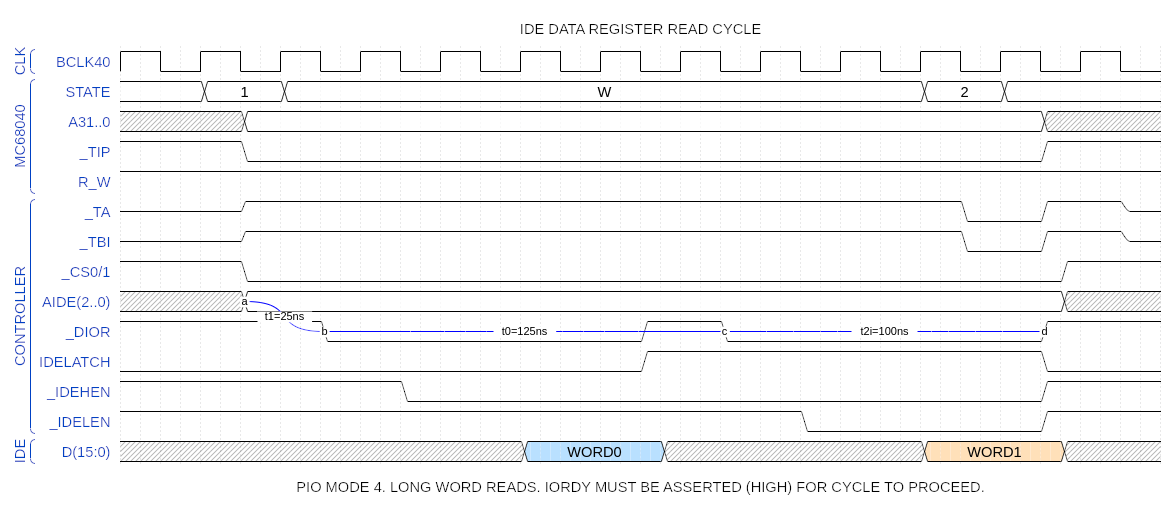 IDE DATA REGISTER READ CYCLE
CLK
BCLK40
MC68040
STATE 1 W 2
A31..0
_TIP
R_W
CONTROLLER
_TA
_TBI
_CS0/1
AIDE(2..0) a
t1=25ns
_DIOR b t0=125ns c t2i=100ns d
IDELATCH
_IDEHEN
_IDELEN
IDE
D(15:0) WORD0 WORD1
PIO MODE 4. LONG WORD READS. IORDY MUST BE ASSERTED (HIGH) FOR CYCLE TO PROCEED.